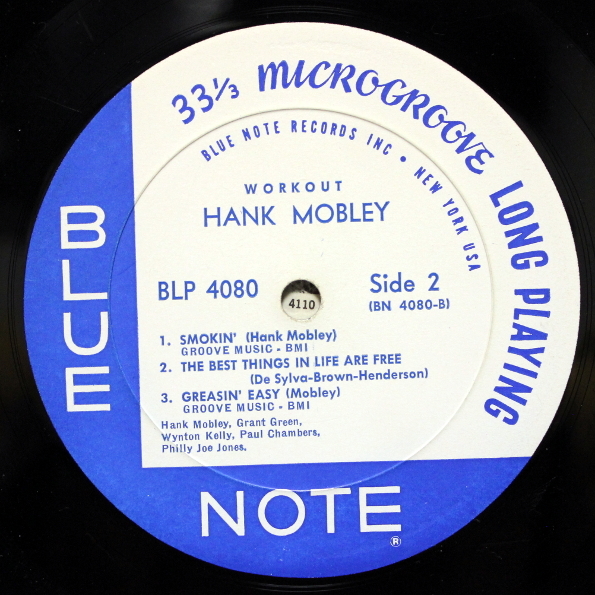 33⅓ MICROGROOVE LONG PLAYING
BLUE NOTE RECORDS INC • NEW YORK USA
WORKOUT
HANK MOBLEY
BLP 4080
Side 2
(BN 4080-B)
4110
1. SMOKIN' (Hank Mobley)
GROOVE MUSIC - BMI
2. THE BEST THINGS IN LIFE ARE FREE
(De Sylva-Brown-Henderson)
3. GREASIN' EASY (Mobley)
GROOVE MUSIC - BMI
Hank Mobley, Grant Green,
Wynton Kelly, Paul Chambers,
Philly Joe Jones.
BLUE
NOTE
®